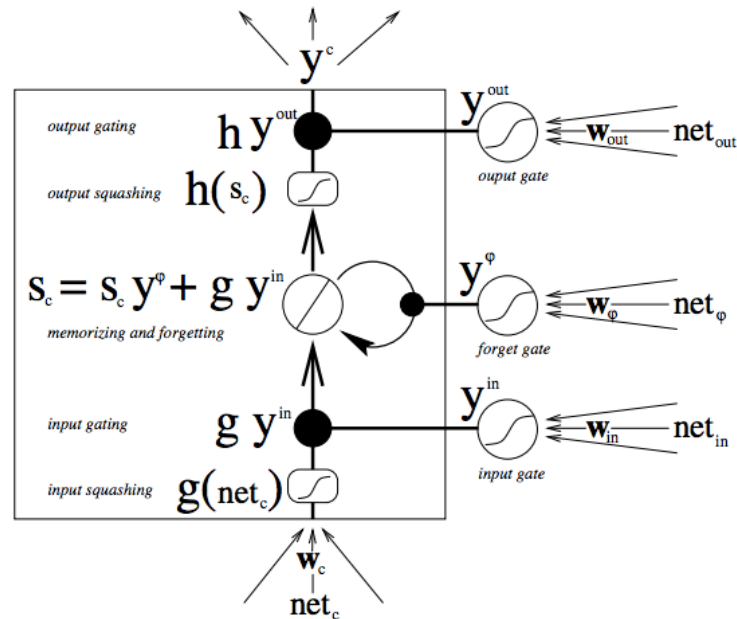 y^c
output gating
h y^out
y^out
w_out
net_out
ouput gate
output squashing
h(s_c)
s_c = s_c y^φ + g y^in
memorizing and forgetting
y^φ
w_φ
net_φ
forget gate
input gating
g y^in
y^in
w_in
net_in
input gate
input squashing
g(net_c)
w_c
net_c